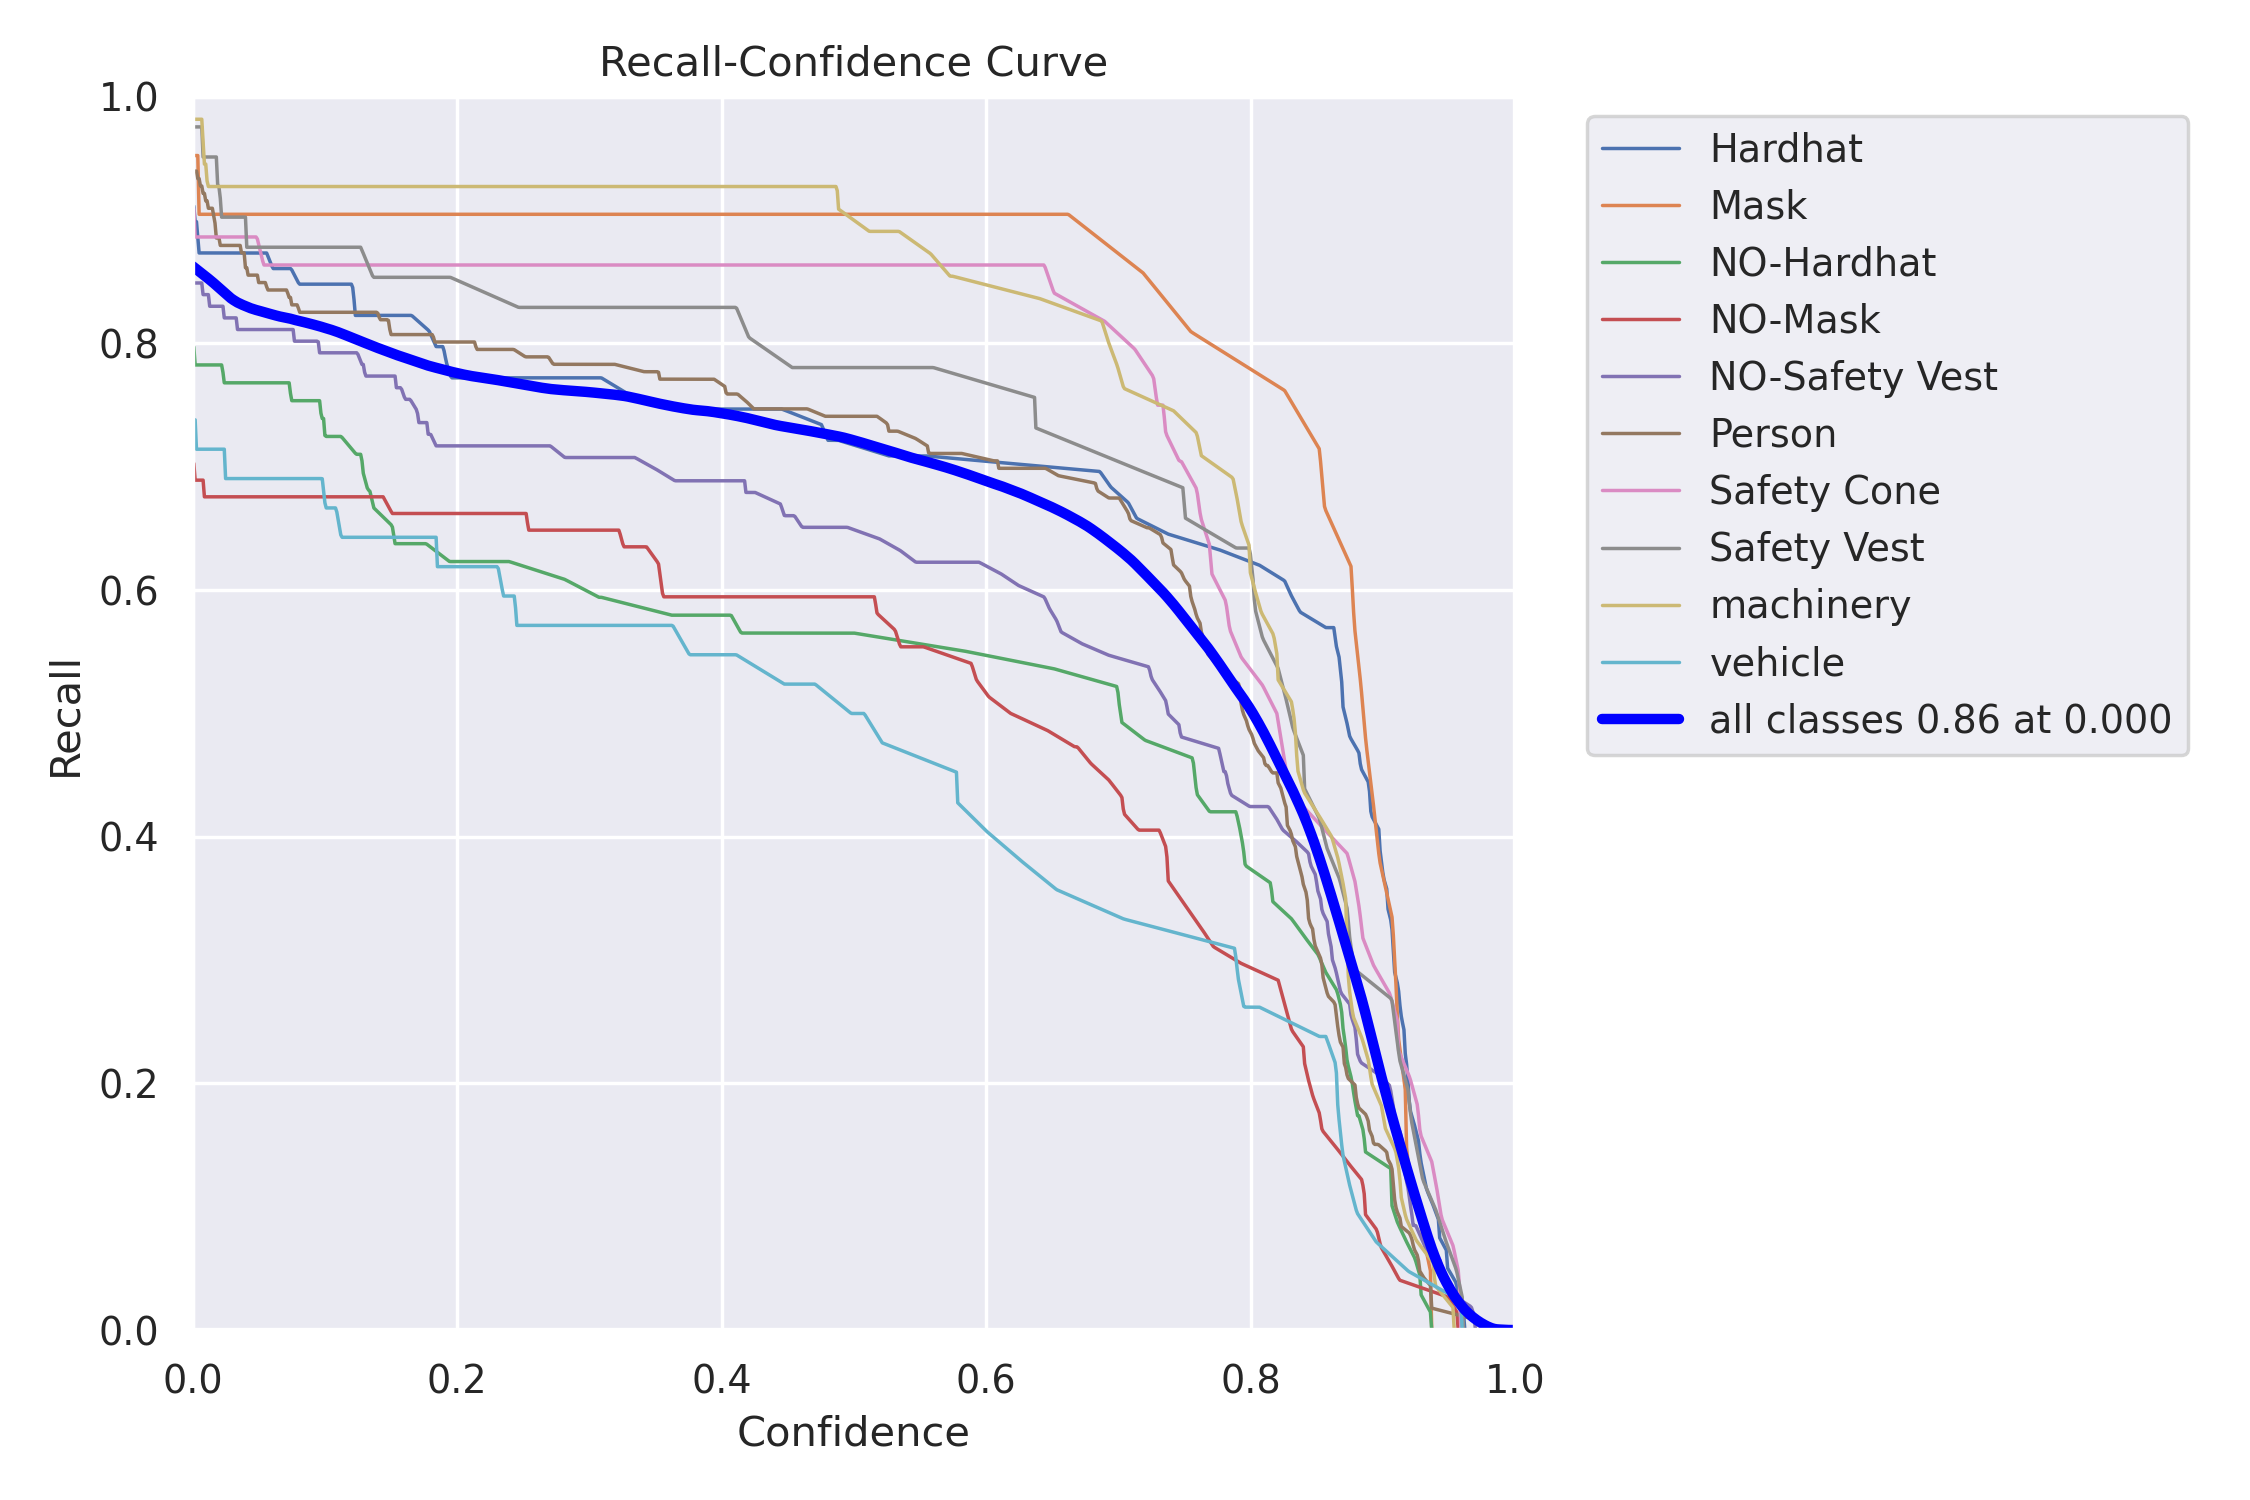 Recall-Confidence Curve
1.0
0.8
0.6
0.4
0.2
0.0
Recall
0.0 0.2 0.4 0.6 0.8 1.0
Confidence
Hardhat
Mask
NO-Hardhat
NO-Mask
NO-Safety Vest
Person
Safety Cone
Safety Vest
machinery
vehicle
all classes 0.86 at 0.000